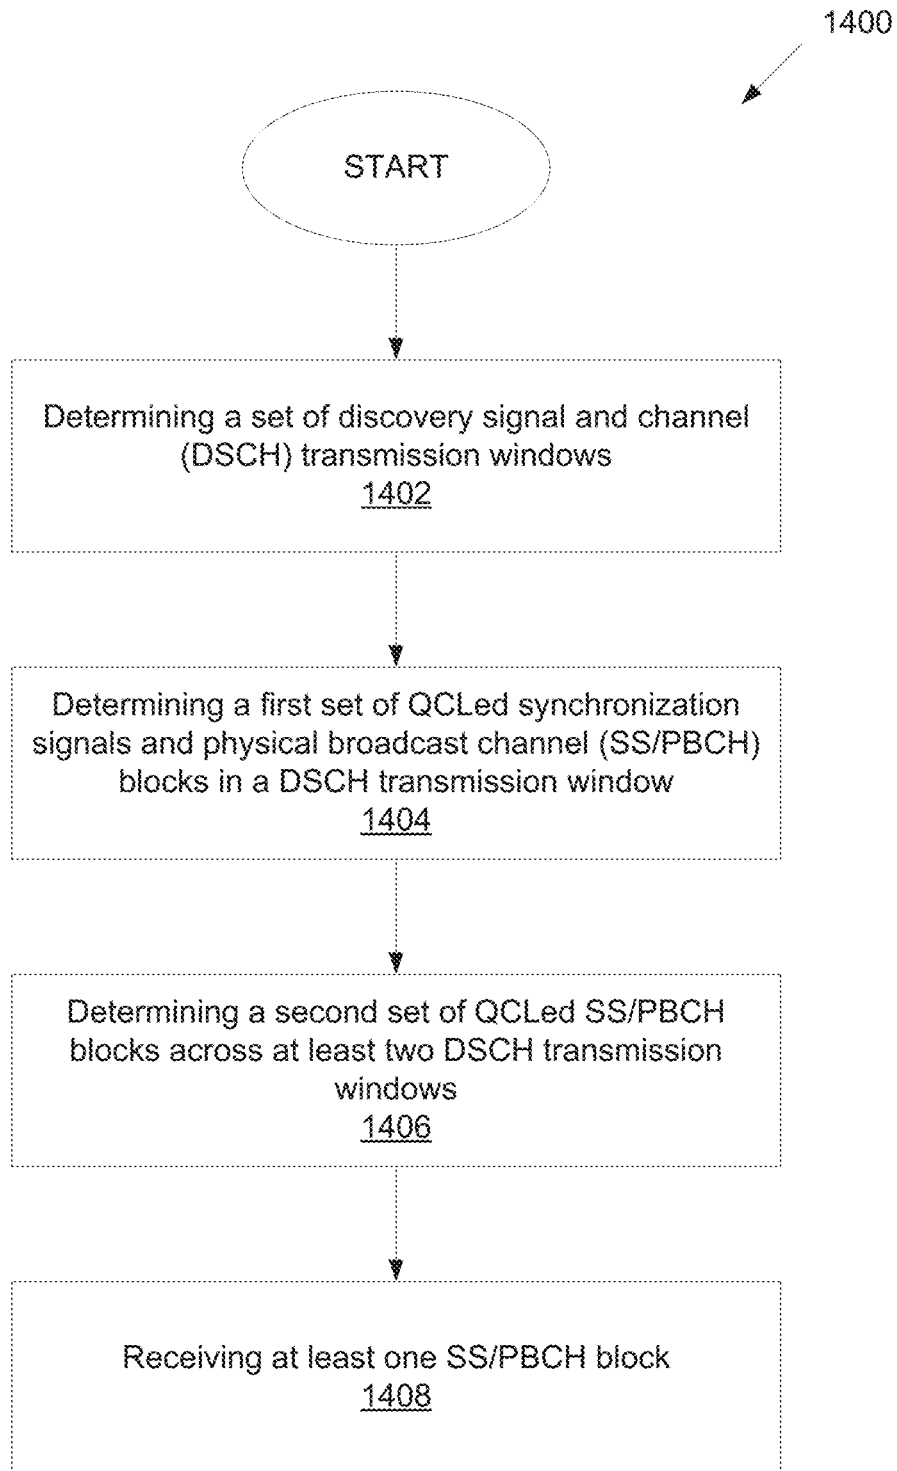 1400
START
Determining a set of discovery signal and channel
(DSCH) transmission windows
1402
Determining a first set of QCLed synchronization
signals and physical broadcast channel (SS/PBCH)
blocks in a DSCH transmission window
1404
Determining a second set of QCLed SS/PBCH
blocks across at least two DSCH transmission
windows
1406
Receiving at least one SS/PBCH block
1408